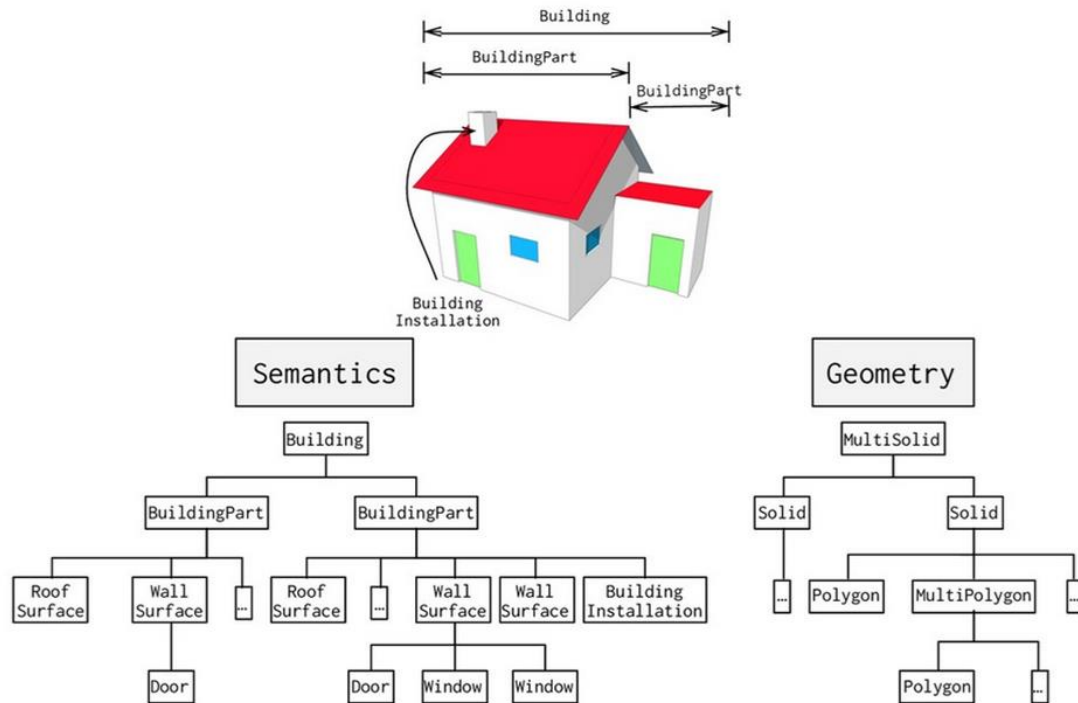 Building
BuildingPart
BuildingPart
Building
Installation
Semantics
Geometry
Building
MultiSolid
BuildingPart
BuildingPart
Solid
Solid
Roof
Surface
Wall
Surface
…
Roof
Surface
…
Wall
Surface
Wall
Surface
Building
Installation
…
Polygon
MultiPolygon
…
Door
Door
Window
Window
Polygon
…